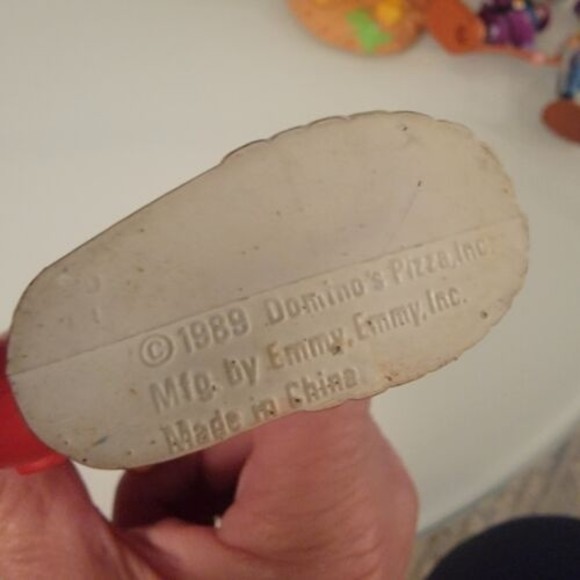 ©1989 Domino's Pizza, Inc.
Mfg. by Emmy, Emmy, Inc.
Made in China